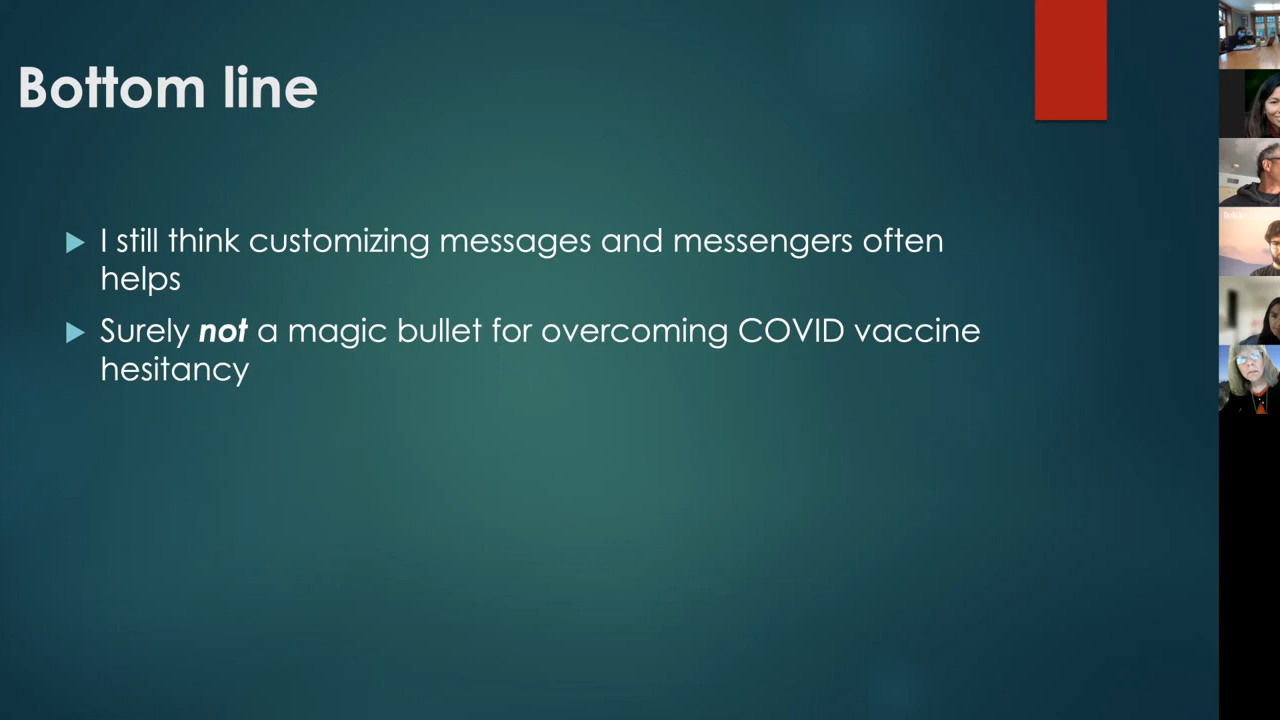 Bottom line
I still think customizing messages and messengers often
helps
Surely not a magic bullet for overcoming COVID vaccine
hesitancy